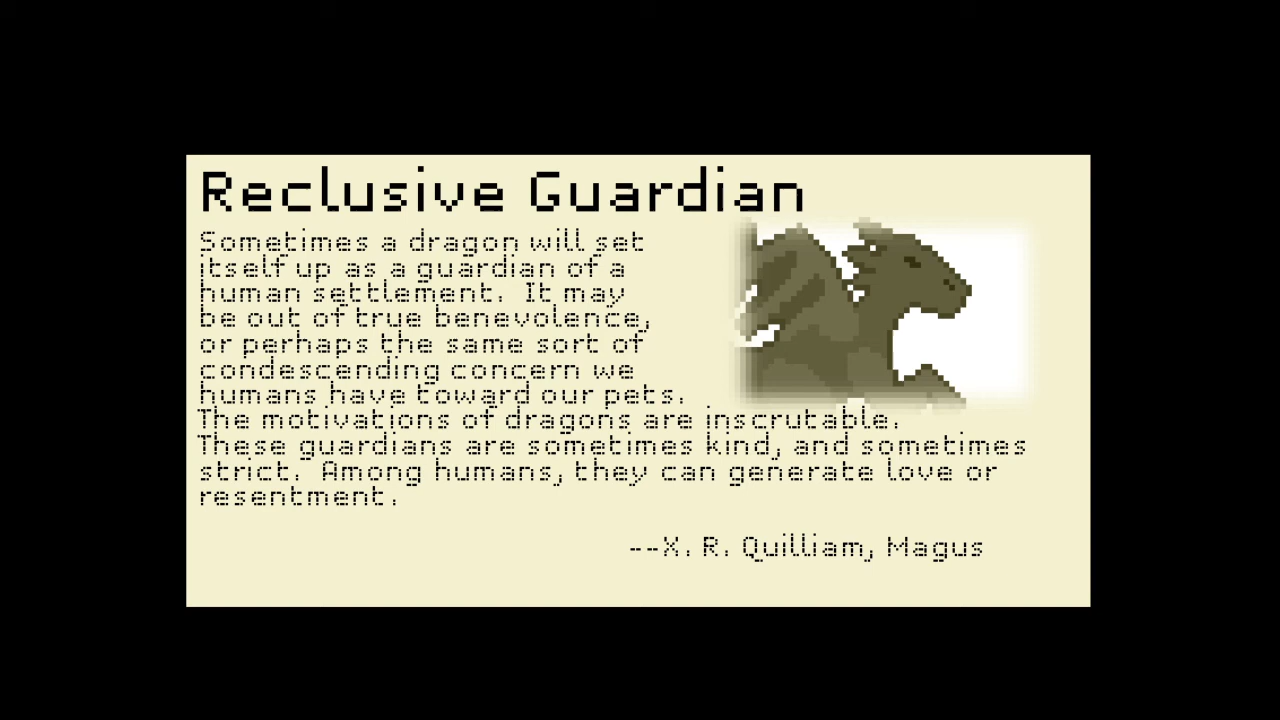 Reclusive Guardian
Sometimes a dragon will set
itself up as a guardian of a
human settlement. It may
be out of true benevolence,
or perhaps the same sort of
condescending concern we
humans have toward our pets.
The motivations of dragons are inscrutable.
These guardians are sometimes kind, and sometimes
strict. Among humans, they can generate love or
resentment.
--X. R. Quilliam, Magus